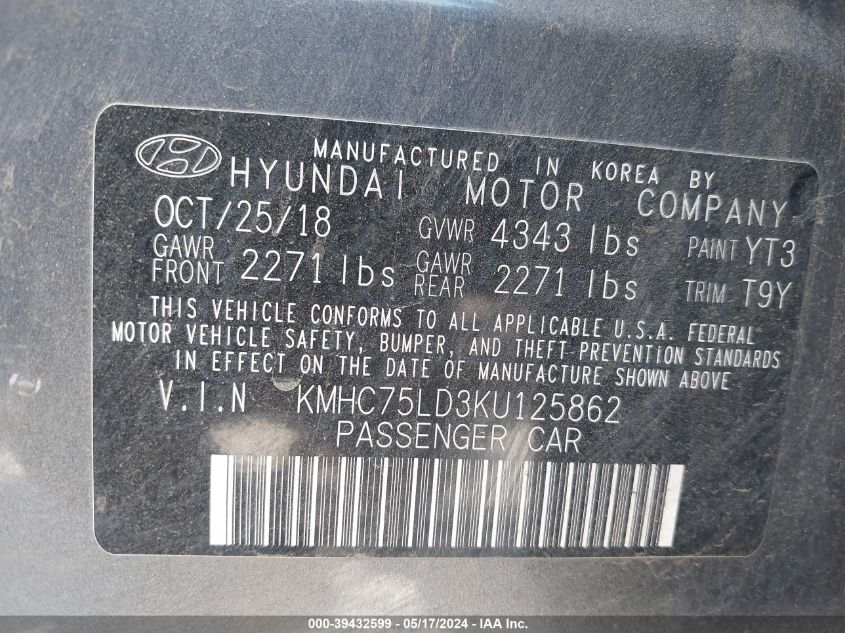 MANUFACTURED IN KOREA BY
HYUNDAI MOTOR COMPANY
OCT/25/18 GVWR 4343 lbs PAINT YT3
GAWR FRONT 2271 lbs GAWR REAR 2271 lbs TRIM T9Y
THIS VEHICLE CONFORMS TO ALL APPLICABLE U.S.A. FEDERAL
MOTOR VEHICLE SAFETY, BUMPER, AND THEFT PREVENTION STANDARDS
IN EFFECT ON THE DATE OF MANUFACTURE SHOWN ABOVE
V.I.N KMHC75LD3KU125862
PASSENGER CAR
000-39432599 - 05/17/2024 - IAA Inc.